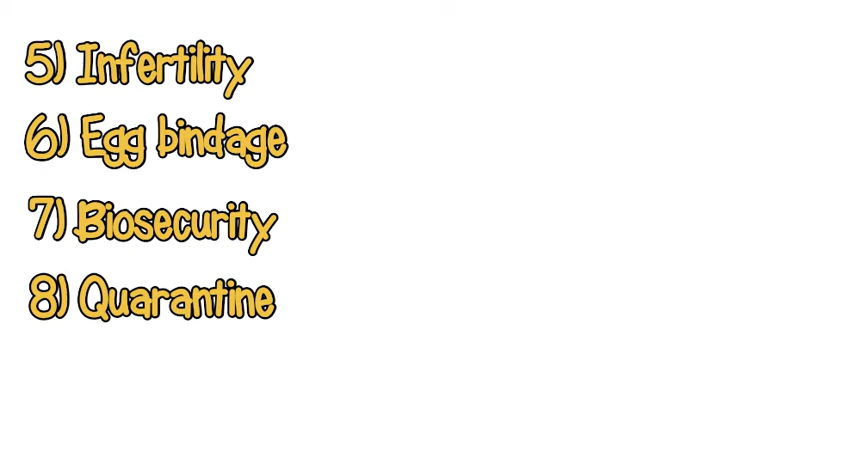 5) Infertility
6) Egg bindage
7) Biosecurity
8) Quarantine